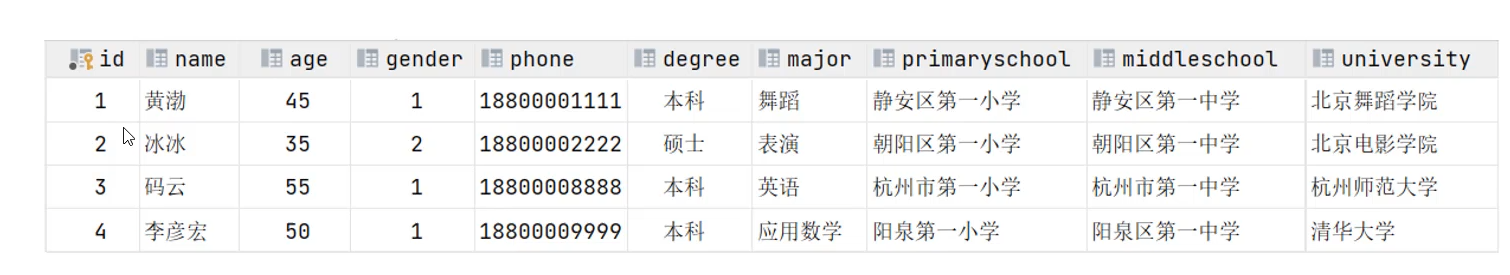 id name age gender phone degree major primaryschool middleschool university
1 黄渤 45 1 18800001111 本科 舞蹈 静安区第一小学 静安区第一中学 北京舞蹈学院
2 冰冰 35 2 18800002222 硕士 表演 朝阳区第一小学 朝阳区第一中学 北京电影学院
3 码云 55 1 18800008888 本科 英语 杭州市第一小学 杭州市第一中学 杭州师范大学
4 李彦宏 50 1 18800009999 本科 应用数学 阳泉第一小学 阳泉区第一中学 清华大学